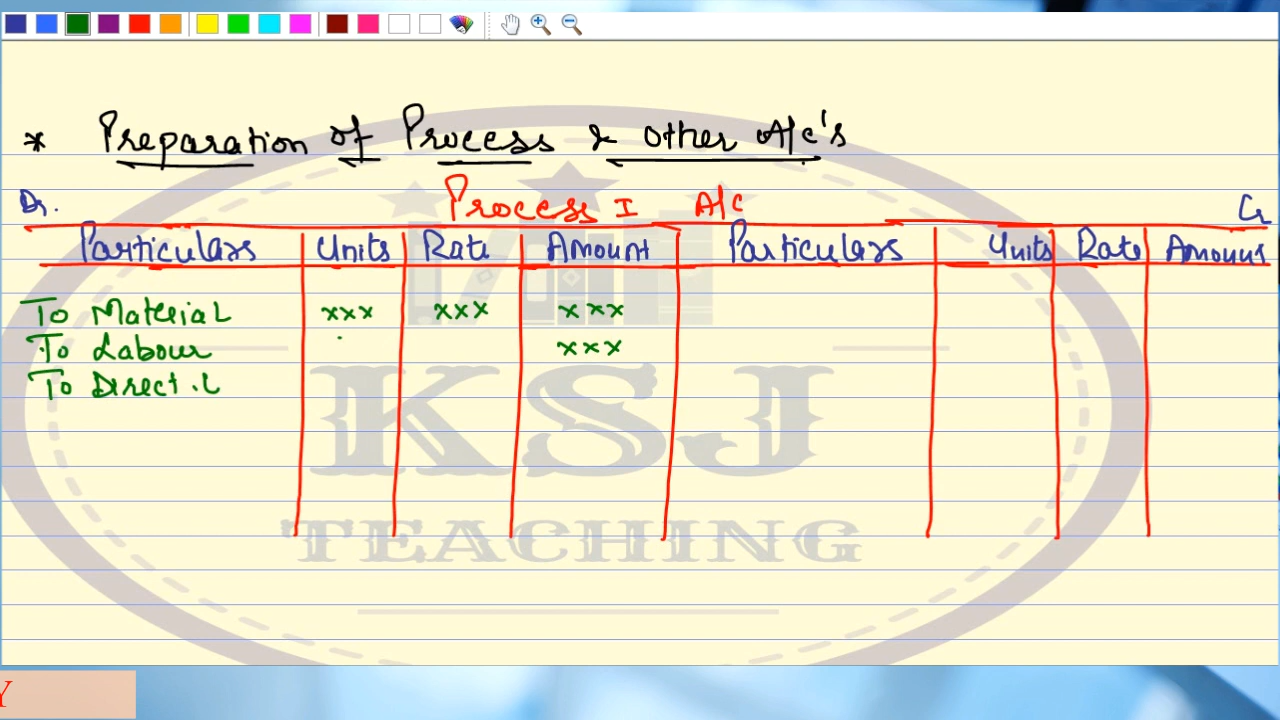 * Preparation of Process & Other A/c's
Dr. Process I A/c Cr
Particulars Units Rate Amount Particulars Units Rate Amount
To Material xxx xxx xxx
To Labour xxx
To Direct
KSJ
TEACHING
Y